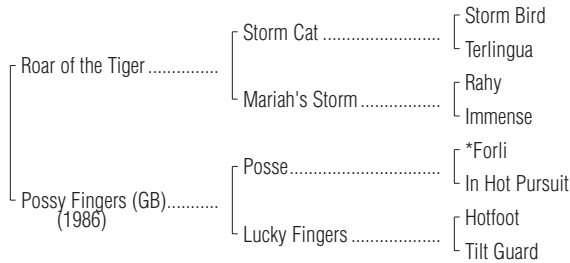 Storm Bird
Storm Cat ........................
Terlingua
Roar of the Tiger ..............
Rahy
Mariah's Storm .................
Immense
*Forli
Posse..............................
In Hot Pursuit
Possy Fingers (GB)..........
(1986)
Hotfoot
Lucky Fingers ..................
Tilt Guard